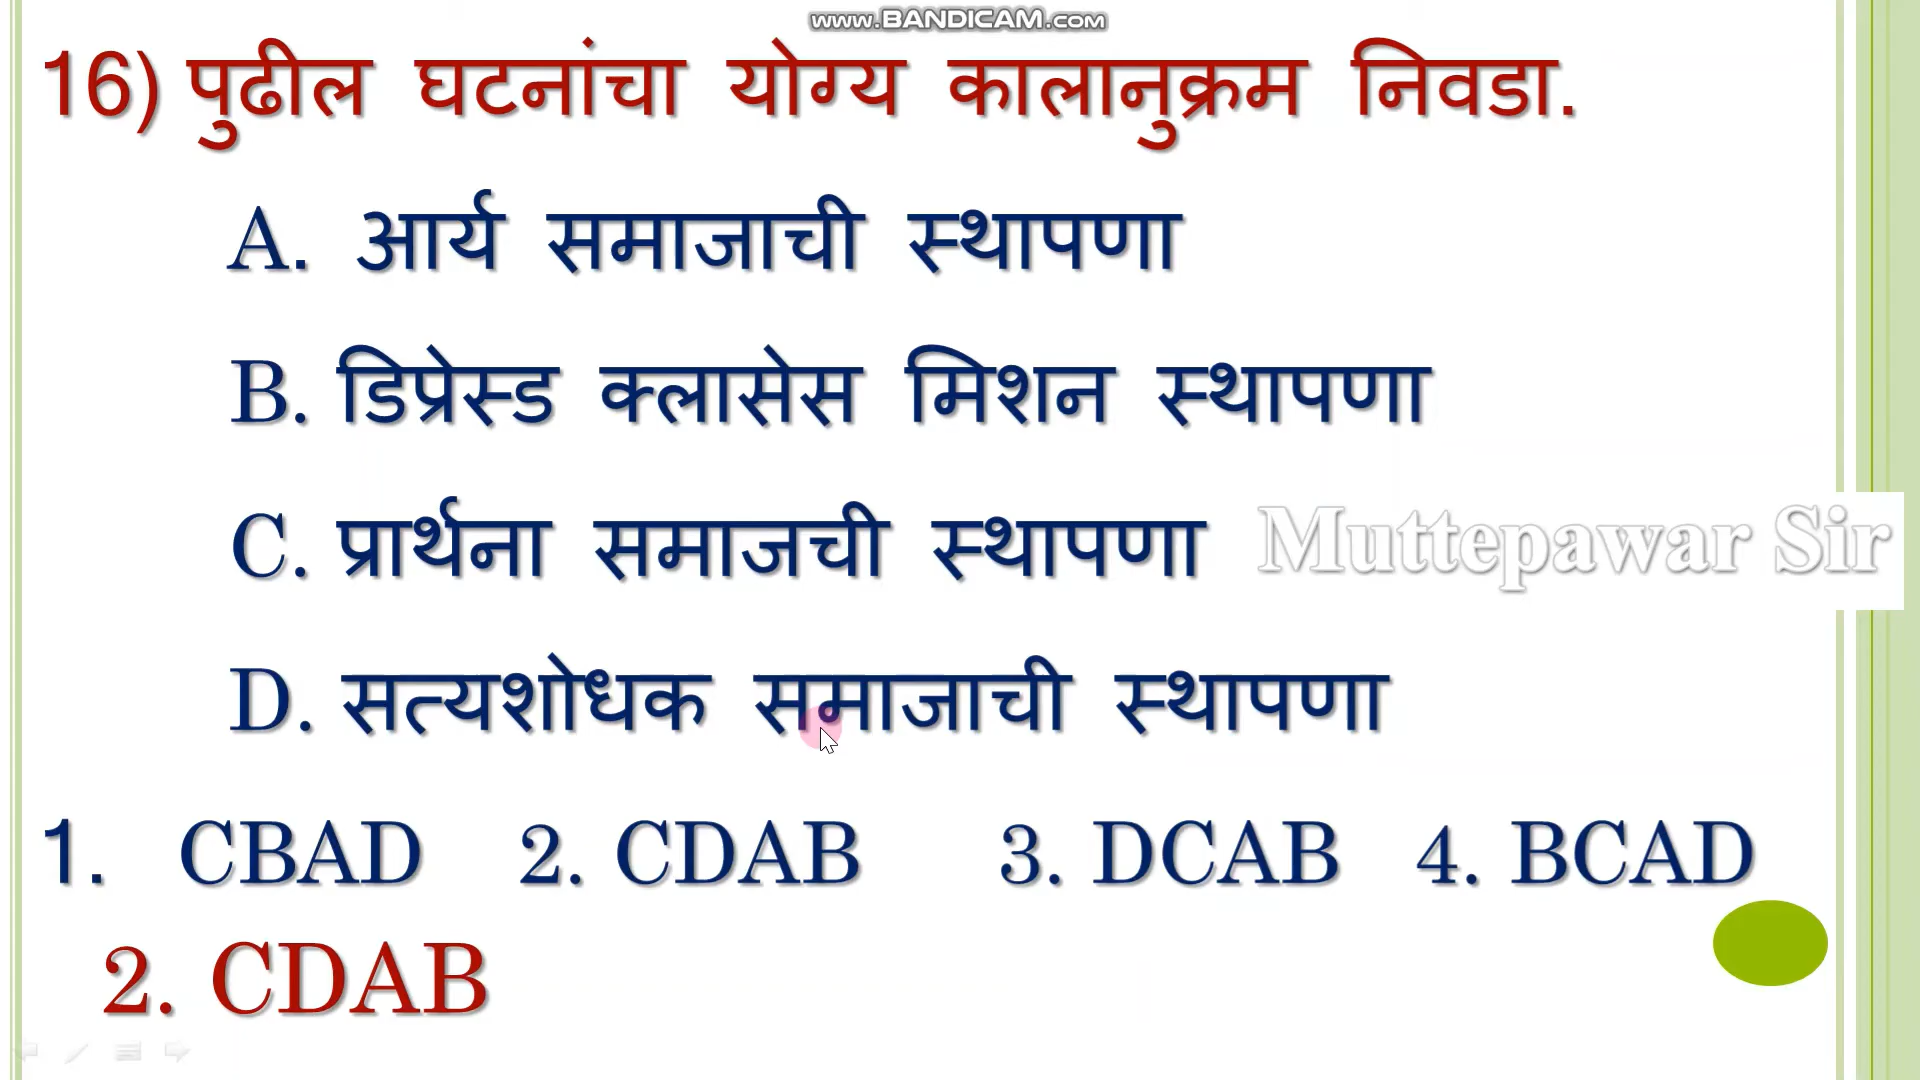 www.BANDICAM.com
16) पुढील घटनांचा योग्य कालानुक्रम निवडा.
A. आर्य समाजाची स्थापणा
B. डिप्रेस्ड क्लासेस मिशन स्थापणा
C. प्रार्थना समाजची स्थापणा
Muttepawar Sir
D. सत्यशोधक समाजाची स्थापणा
1. CBAD 2. CDAB 3. DCAB 4. BCAD
2. CDAB